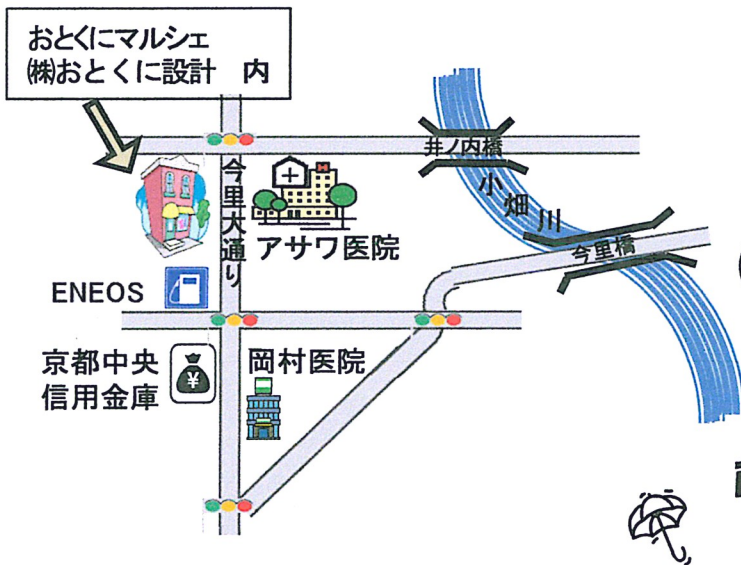 おとくにマルシェ
㈱おとくに設計　内
井ノ内橋
今里大通り
小畑川
アサワ医院
今里橋
ENEOS
京都中央
信用金庫
¥
岡村医院